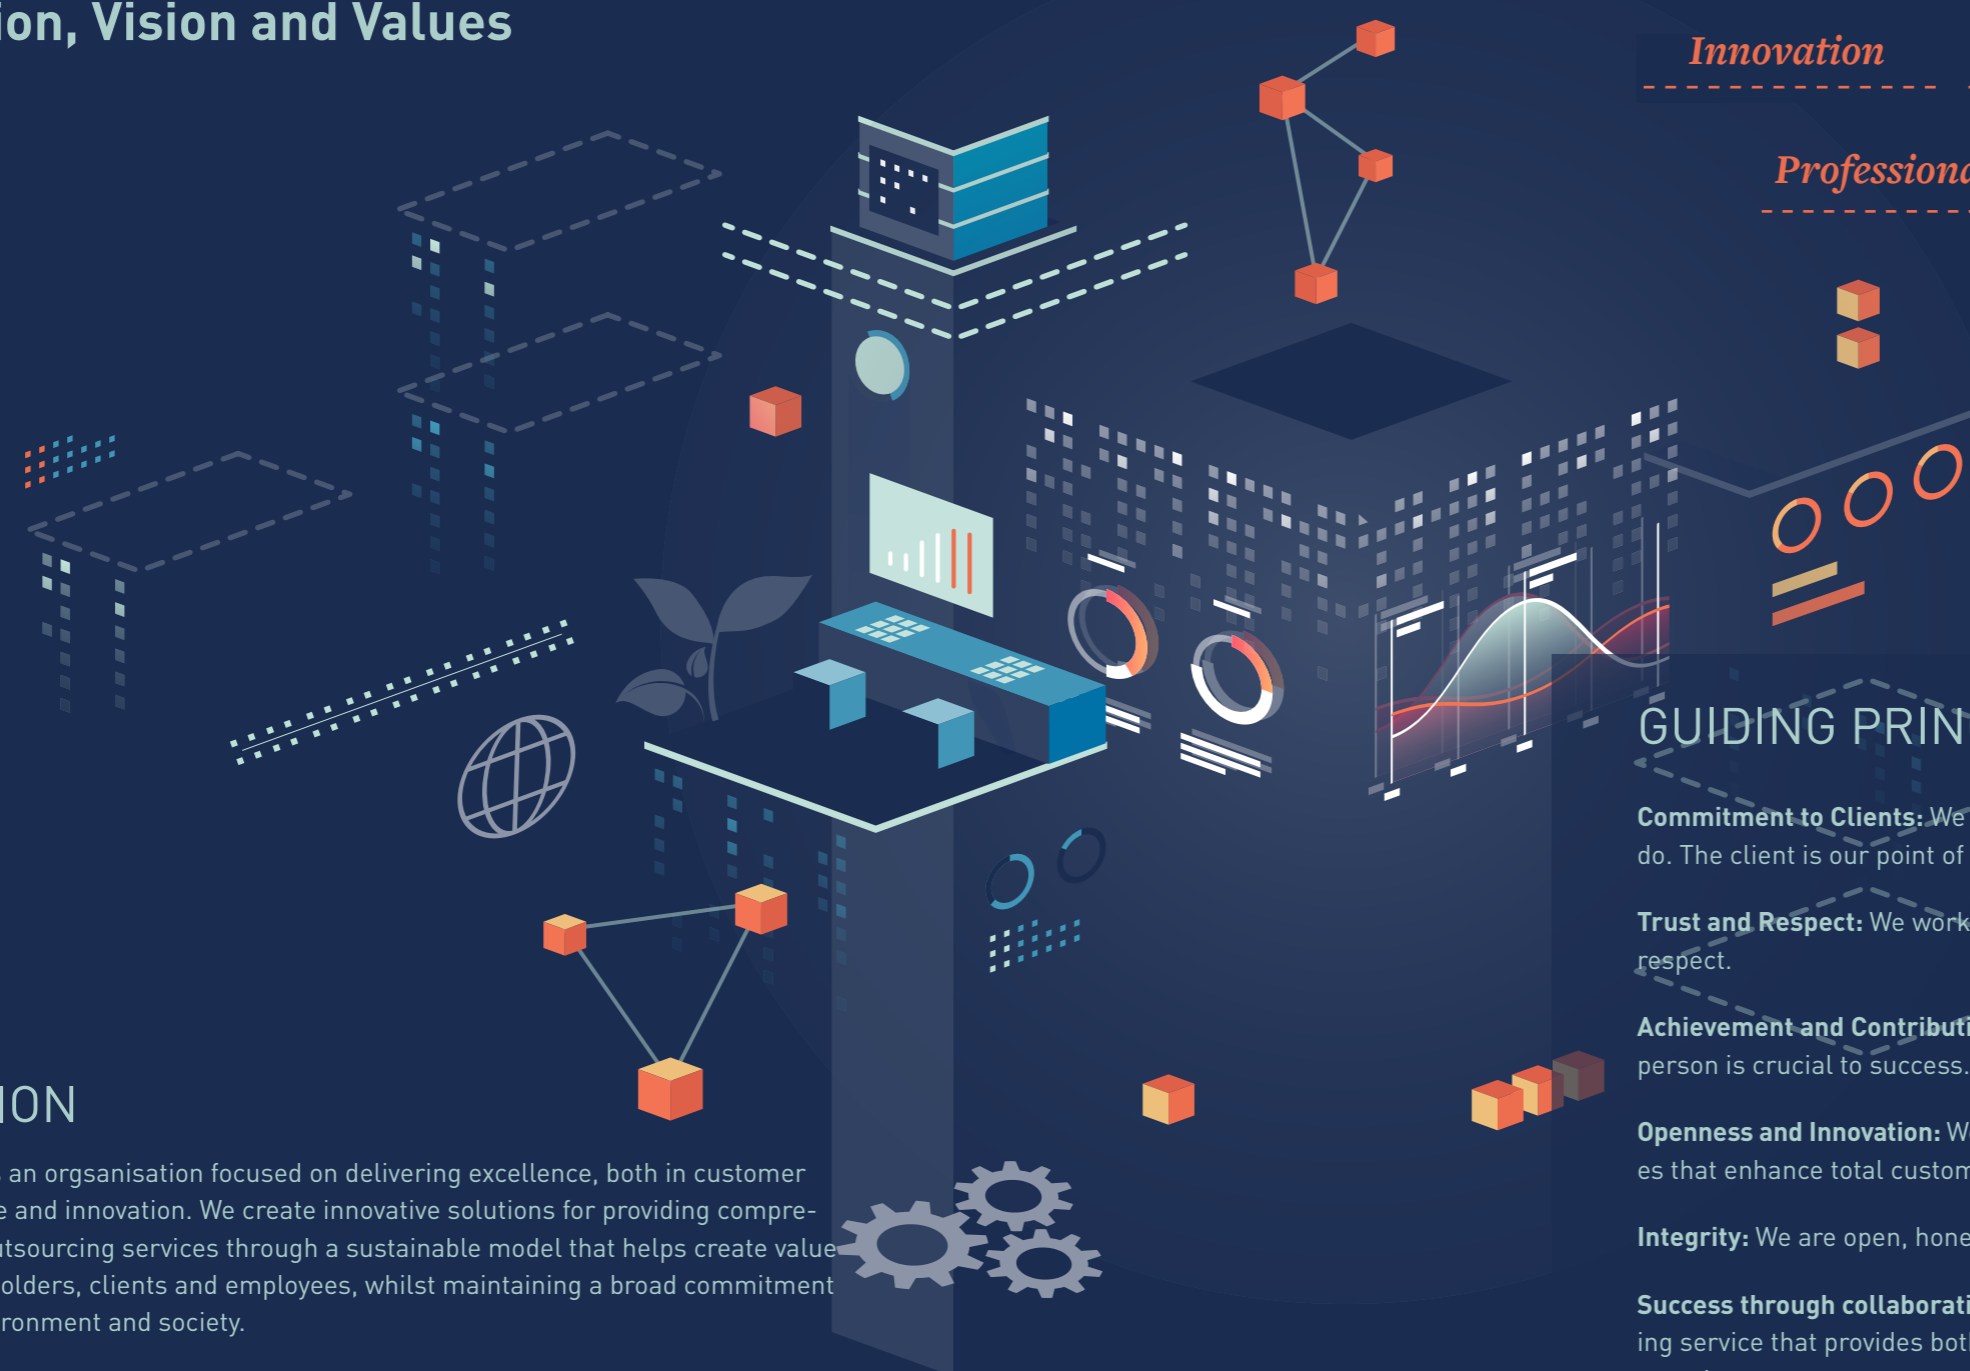 ion, Vision and Values
Innovation
Professiona
GUIDING PRIN
Commitment to Clients: We
do. The client is our point of
Trust and Respect: We work
respect.
Achievement and Contributi
person is crucial to success.
Openness and Innovation: We
es that enhance total custom
Integrity: We are open, hone
Success through collaborati
ing service that provides both
ION
an orgsanisation focused on delivering excellence, both in customer
e and innovation. We create innovative solutions for providing compre-
utsourcing services through a sustainable model that helps create value
olders, clients and employees, whilst maintaining a broad commitment
ronment and society.